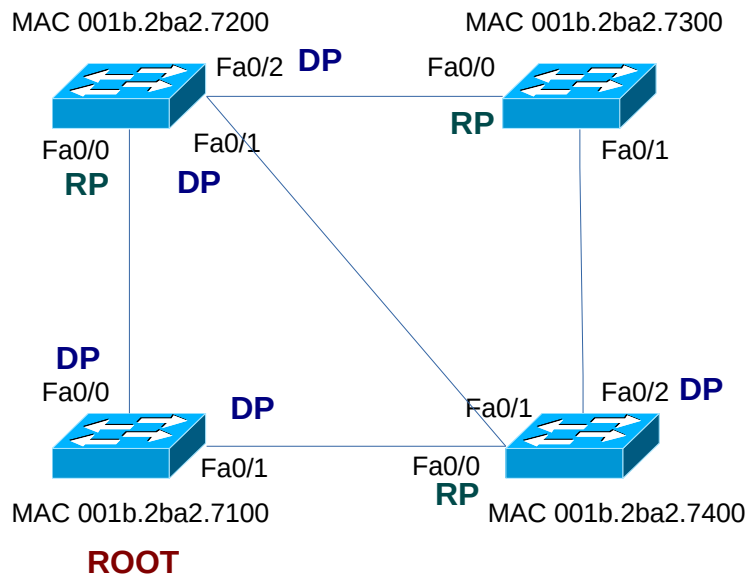 MAC 001b.2ba2.7200
MAC 001b.2ba2.7300
Fa0/2 DP
Fa0/0
RP
Fa0/0
RP
Fa0/1
DP
Fa0/1
DP
Fa0/0
DP
Fa0/1
Fa0/1
Fa0/2 DP
Fa0/0
RP
MAC 001b.2ba2.7100
MAC 001b.2ba2.7400
ROOT